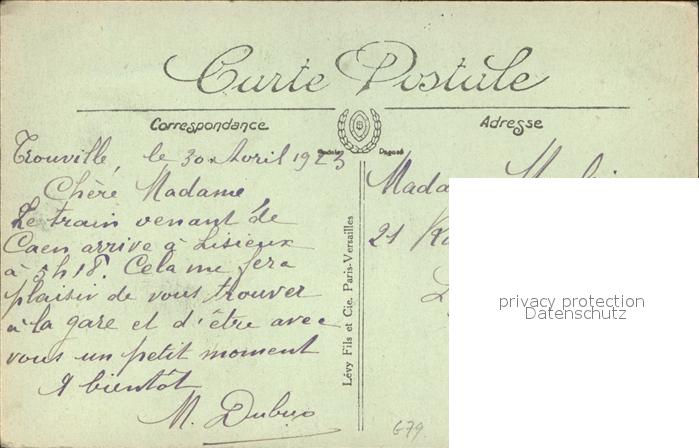 Carte Postale
Correspondance
Adresse
Trouville, le 30 Avril 1923
Chère Madame
Le train venant de
Caen arrive à Lisieux
à 5h18. Cela me fera
plaisir de vous trouver
à la gare et d'être avec
vous un petit moment
A bientôt
M.
Lévy Fils et Cie. Paris-Versailles
Mada
21
privacy protection
Datenschutz
679